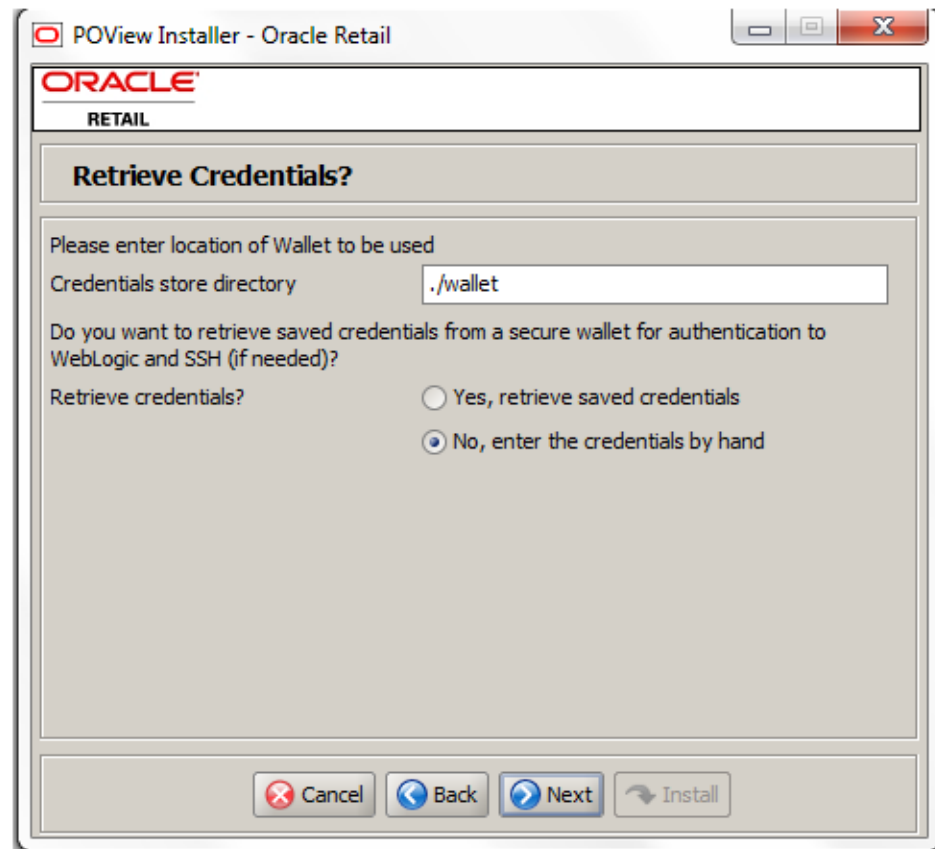 POView Installer - Oracle Retail
ORACLE
RETAIL
Retrieve Credentials?
Please enter location of Wallet to be used
Credentials store directory ./wallet
Do you want to retrieve saved credentials from a secure wallet for authentication to
WebLogic and SSH (if needed)?
Retrieve credentials? Yes, retrieve saved credentials
No, enter the credentials by hand
Cancel Back Next Install